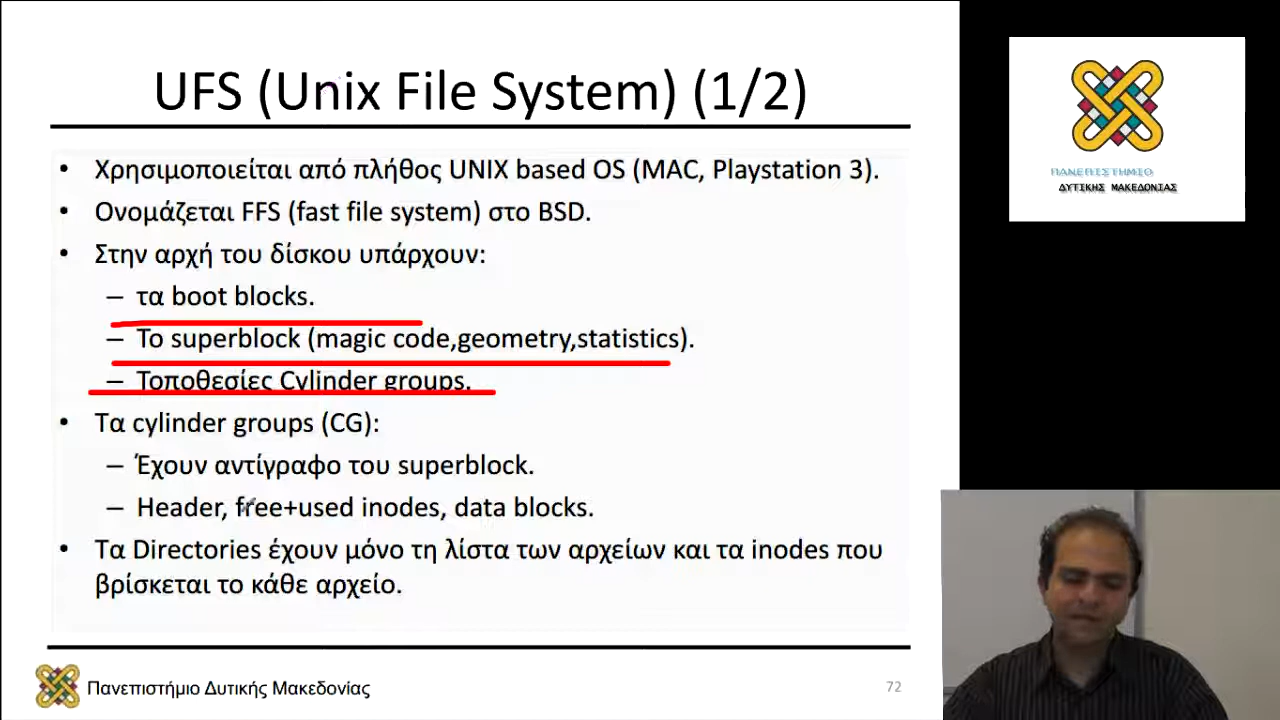 UFS (Unix File System) (1/2)
• Χρησιμοποιείται από πλήθος UNIX based OS (MAC, Playstation 3).
• Ονομάζεται FFS (fast file system) στο BSD.
• Στην αρχή του δίσκου υπάρχουν:
– τα boot blocks.
– Το superblock (magic code,geometry,statistics).
– Τοποθεσίες Cylinder groups.
• Τα cylinder groups (CG):
– Έχουν αντίγραφο του superblock.
– Header, free+used inodes, data blocks.
• Τα Directories έχουν μόνο τη λίστα των αρχείων και τα inodes που
βρίσκεται το κάθε αρχείο.
Πανεπιστήμιο Δυτικής Μακεδονίας
72
ΠΑΝΕΠΙΣΤΗΜΙΟ
ΔΥΤΙΚΗΣ ΜΑΚΕΔΟΝΙΑΣ